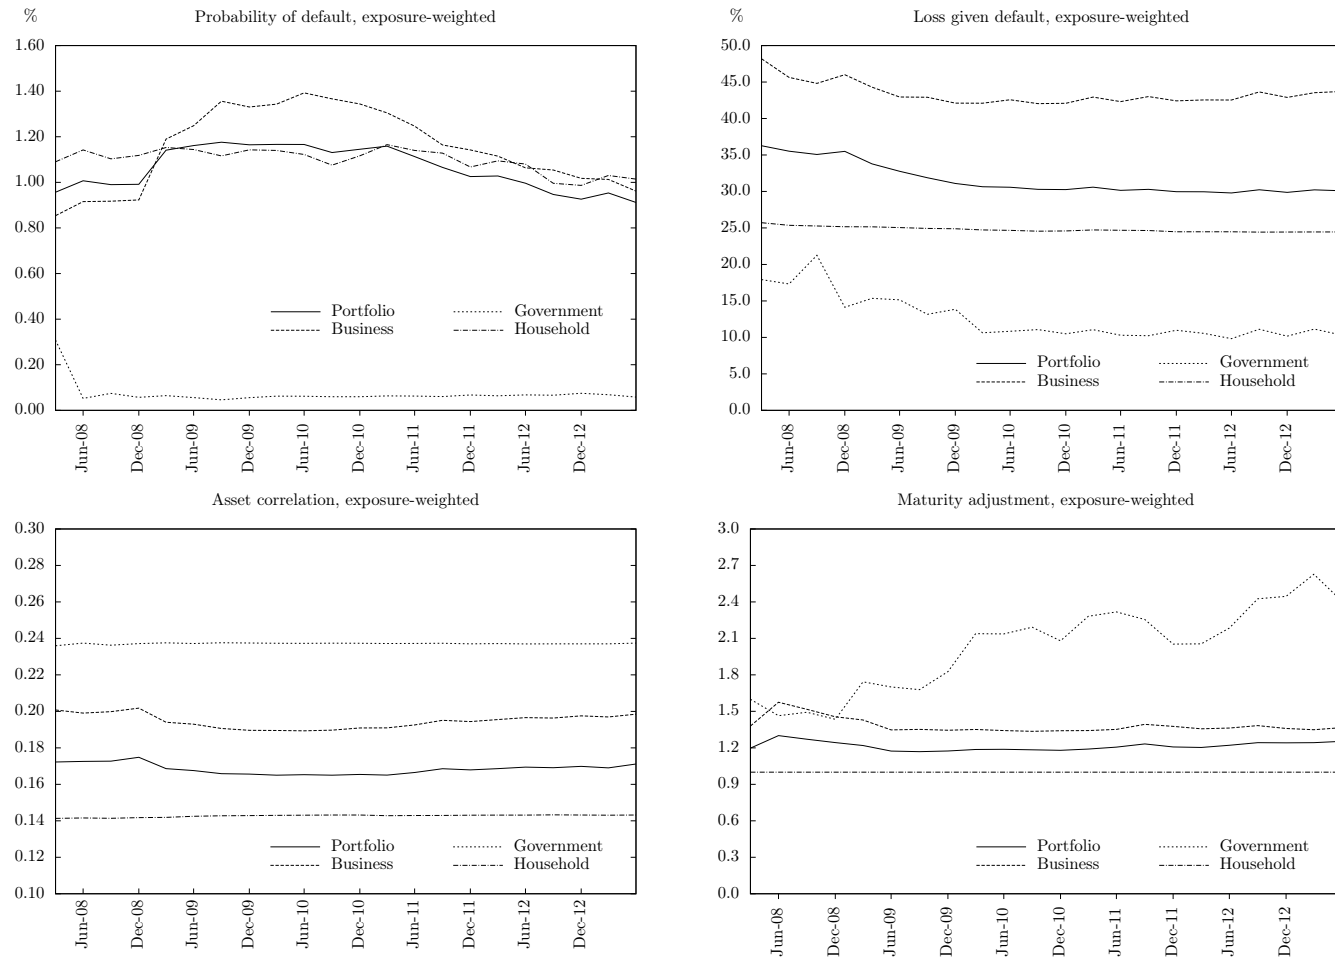 Probability of default, exposure-weighted
%
1.60
1.40
1.20
1.00
0.80
0.60
0.40
0.20
0.00
Portfolio
Business
Government
Household
Jun-08
Dec-08
Jun-09
Dec-09
Jun-10
Dec-10
Jun-11
Dec-11
Jun-12
Dec-12
Loss given default, exposure-weighted
%
50.0
45.0
40.0
35.0
30.0
25.0
20.0
15.0
10.0
5.0
0.0
Portfolio
Business
Government
Household
Jun-08
Dec-08
Jun-09
Dec-09
Jun-10
Dec-10
Jun-11
Dec-11
Jun-12
Dec-12
Asset correlation, exposure-weighted
0.30
0.28
0.26
0.24
0.22
0.20
0.18
0.16
0.14
0.12
0.10
Portfolio
Business
Government
Household
Jun-08
Dec-08
Jun-09
Dec-09
Jun-10
Dec-10
Jun-11
Dec-11
Jun-12
Dec-12
Maturity adjustment, exposure-weighted
3.0
2.7
2.4
2.1
1.8
1.5
1.2
0.9
0.6
0.3
0.0
Portfolio
Business
Government
Household
Jun-08
Dec-08
Jun-09
Dec-09
Jun-10
Dec-10
Jun-11
Dec-11
Jun-12
Dec-12